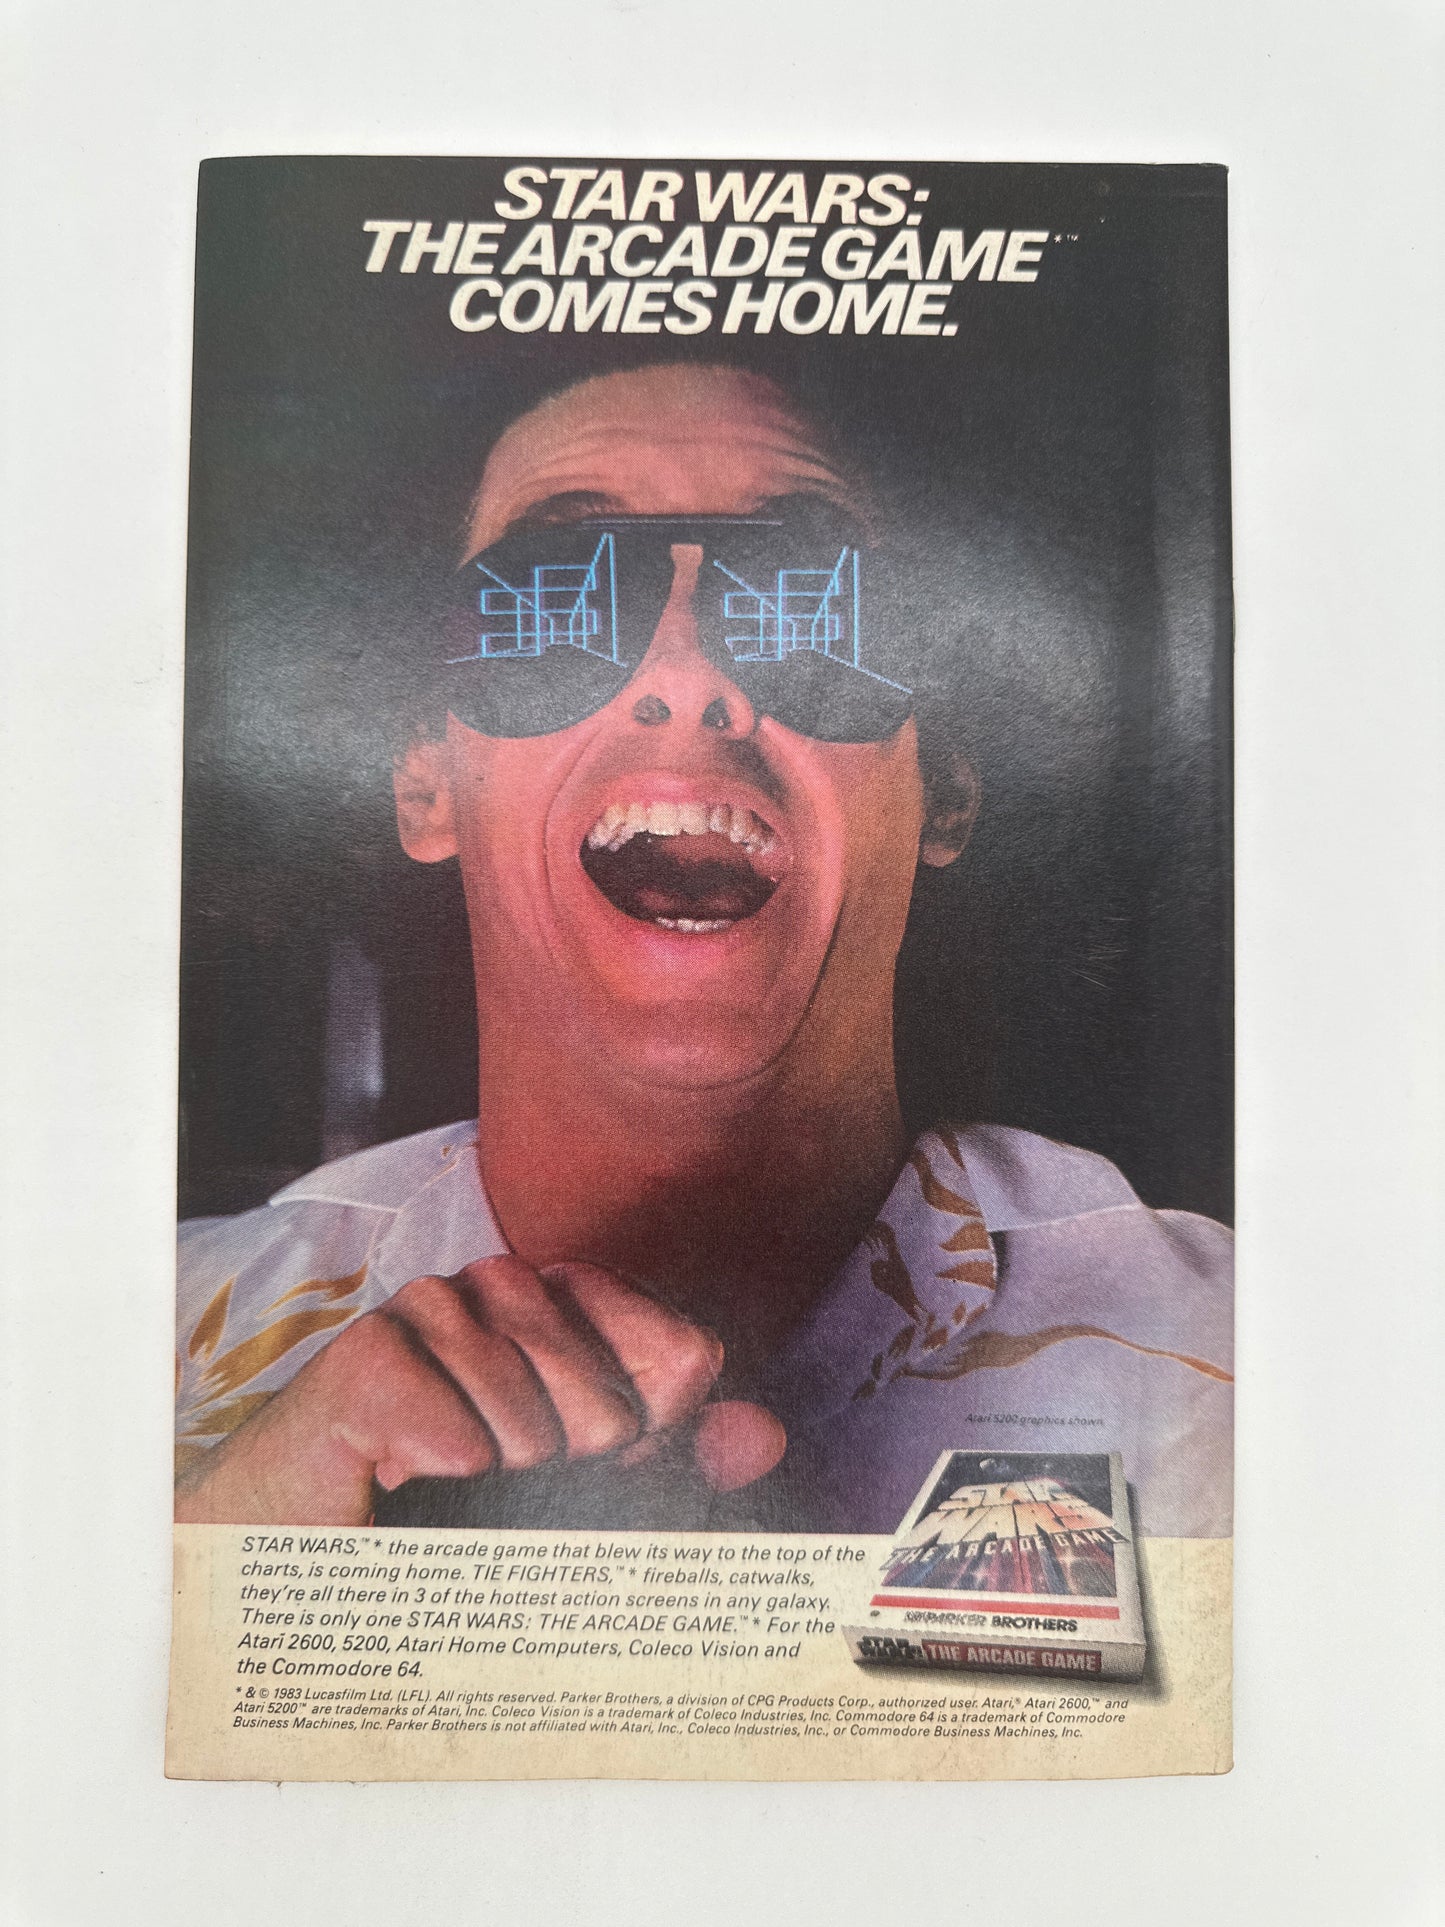 STAR WARS:
THE ARCADE GAME*™
COMES HOME.
Atari 5200 graphics shown.
STAR WARS
THE ARCADE GAME
PARKER BROTHERS
STAR WARS: THE ARCADE GAME
STAR WARS,™* the arcade game that blew its way to the top of the
charts, is coming home. TIE FIGHTERS,™* fireballs, catwalks,
they're all there in 3 of the hottest action screens in any galaxy.
There is only one STAR WARS: THE ARCADE GAME.™* For the
Atari 2600, 5200, Atari Home Computers, Coleco Vision and
the Commodore 64.
* & © 1983 Lucasfilm Ltd. (LFL). All rights reserved. Parker Brothers, a division of CPG Products Corp., authorized user. Atari,® Atari 2600,™ and
Atari 5200™ are trademarks of Atari, Inc. Coleco Vision is a trademark of Coleco Industries, Inc. Commodore 64 is a trademark of Commodore
Business Machines, Inc. Parker Brothers is not affiliated with Atari, Inc., Coleco Industries, Inc., or Commodore Business Machines, Inc.